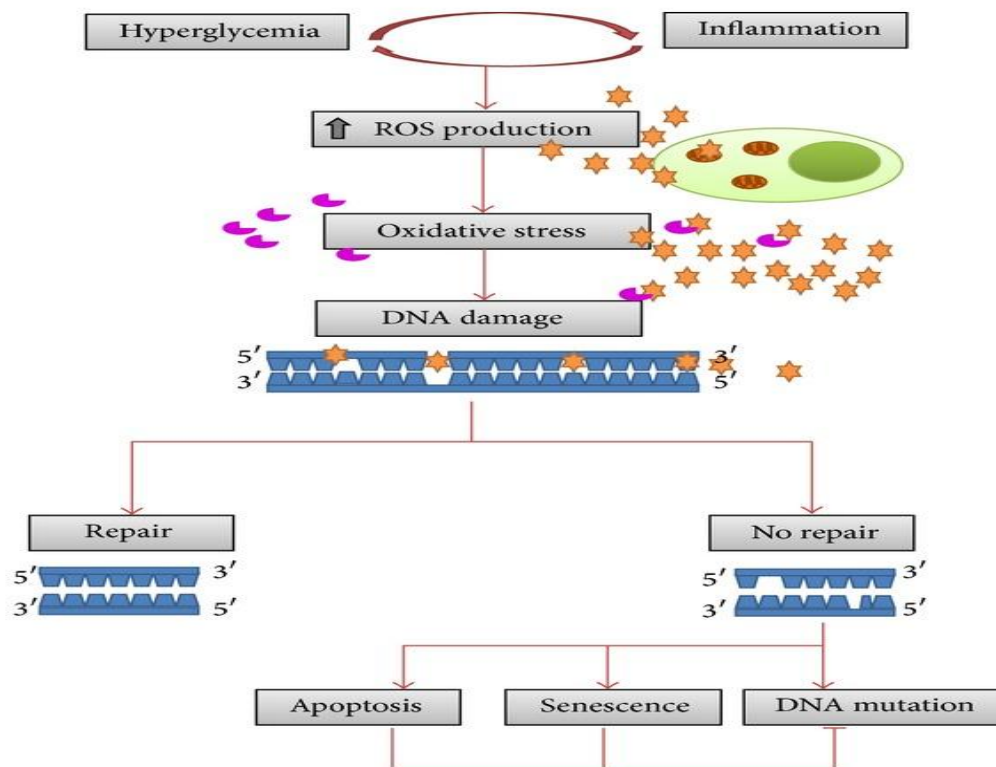 Hyperglycemia
Inflammation
ROS production
Oxidative stress
DNA damage
5′ 3′
3′ 5′
Repair
No repair
5′ 3′
3′ 5′
5′ 3′
3′ 5′
Apoptosis
Senescence
DNA mutation